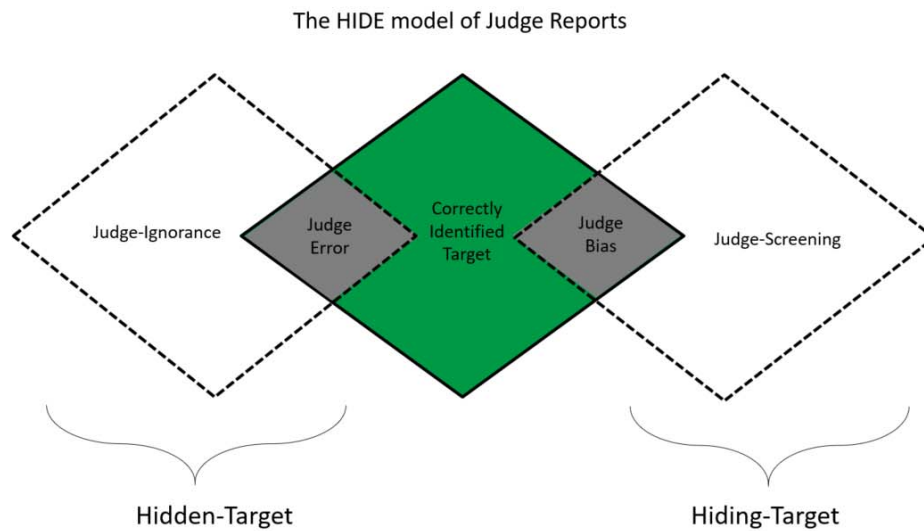 The HIDE model of Judge Reports
Judge-Ignorance
Judge
Error
Correctly
Identified
Target
Judge
Bias
Judge-Screening
Hidden-Target
Hiding-Target